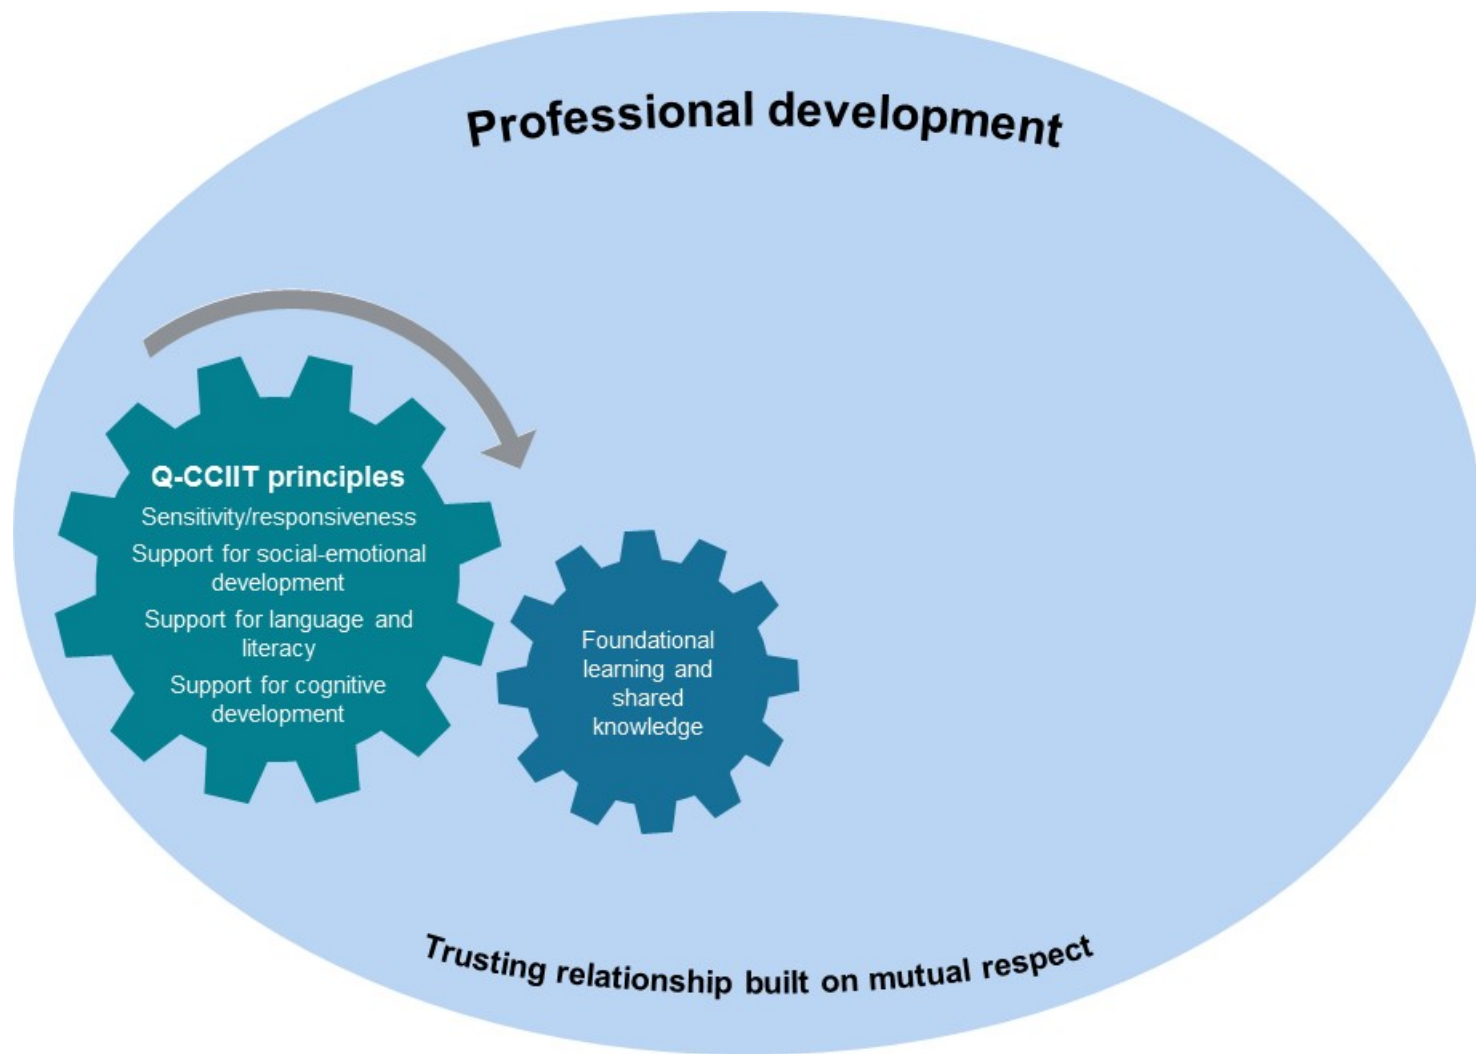 Professional development
Q-CCIIT principles
Sensitivity/responsiveness
Support for social-emotional
development
Support for language and
literacy
Support for cognitive
development
Foundational
learning and
shared
knowledge
Trusting relationship built on mutual respect